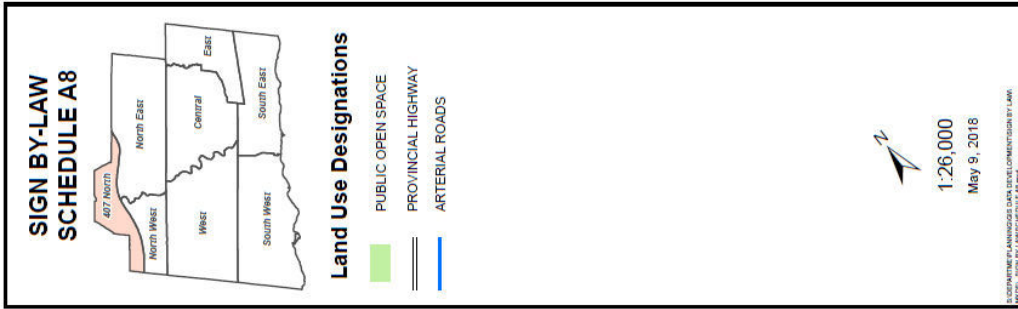 SIGN BY-LAW
SCHEDULE A8
407 North
North West
North East
West
Central
East
South West
South East
Land Use Designations
PUBLIC OPEN SPACE
PROVINCIAL HIGHWAY
ARTERIAL ROADS
N
1:26,000
May 9, 2018